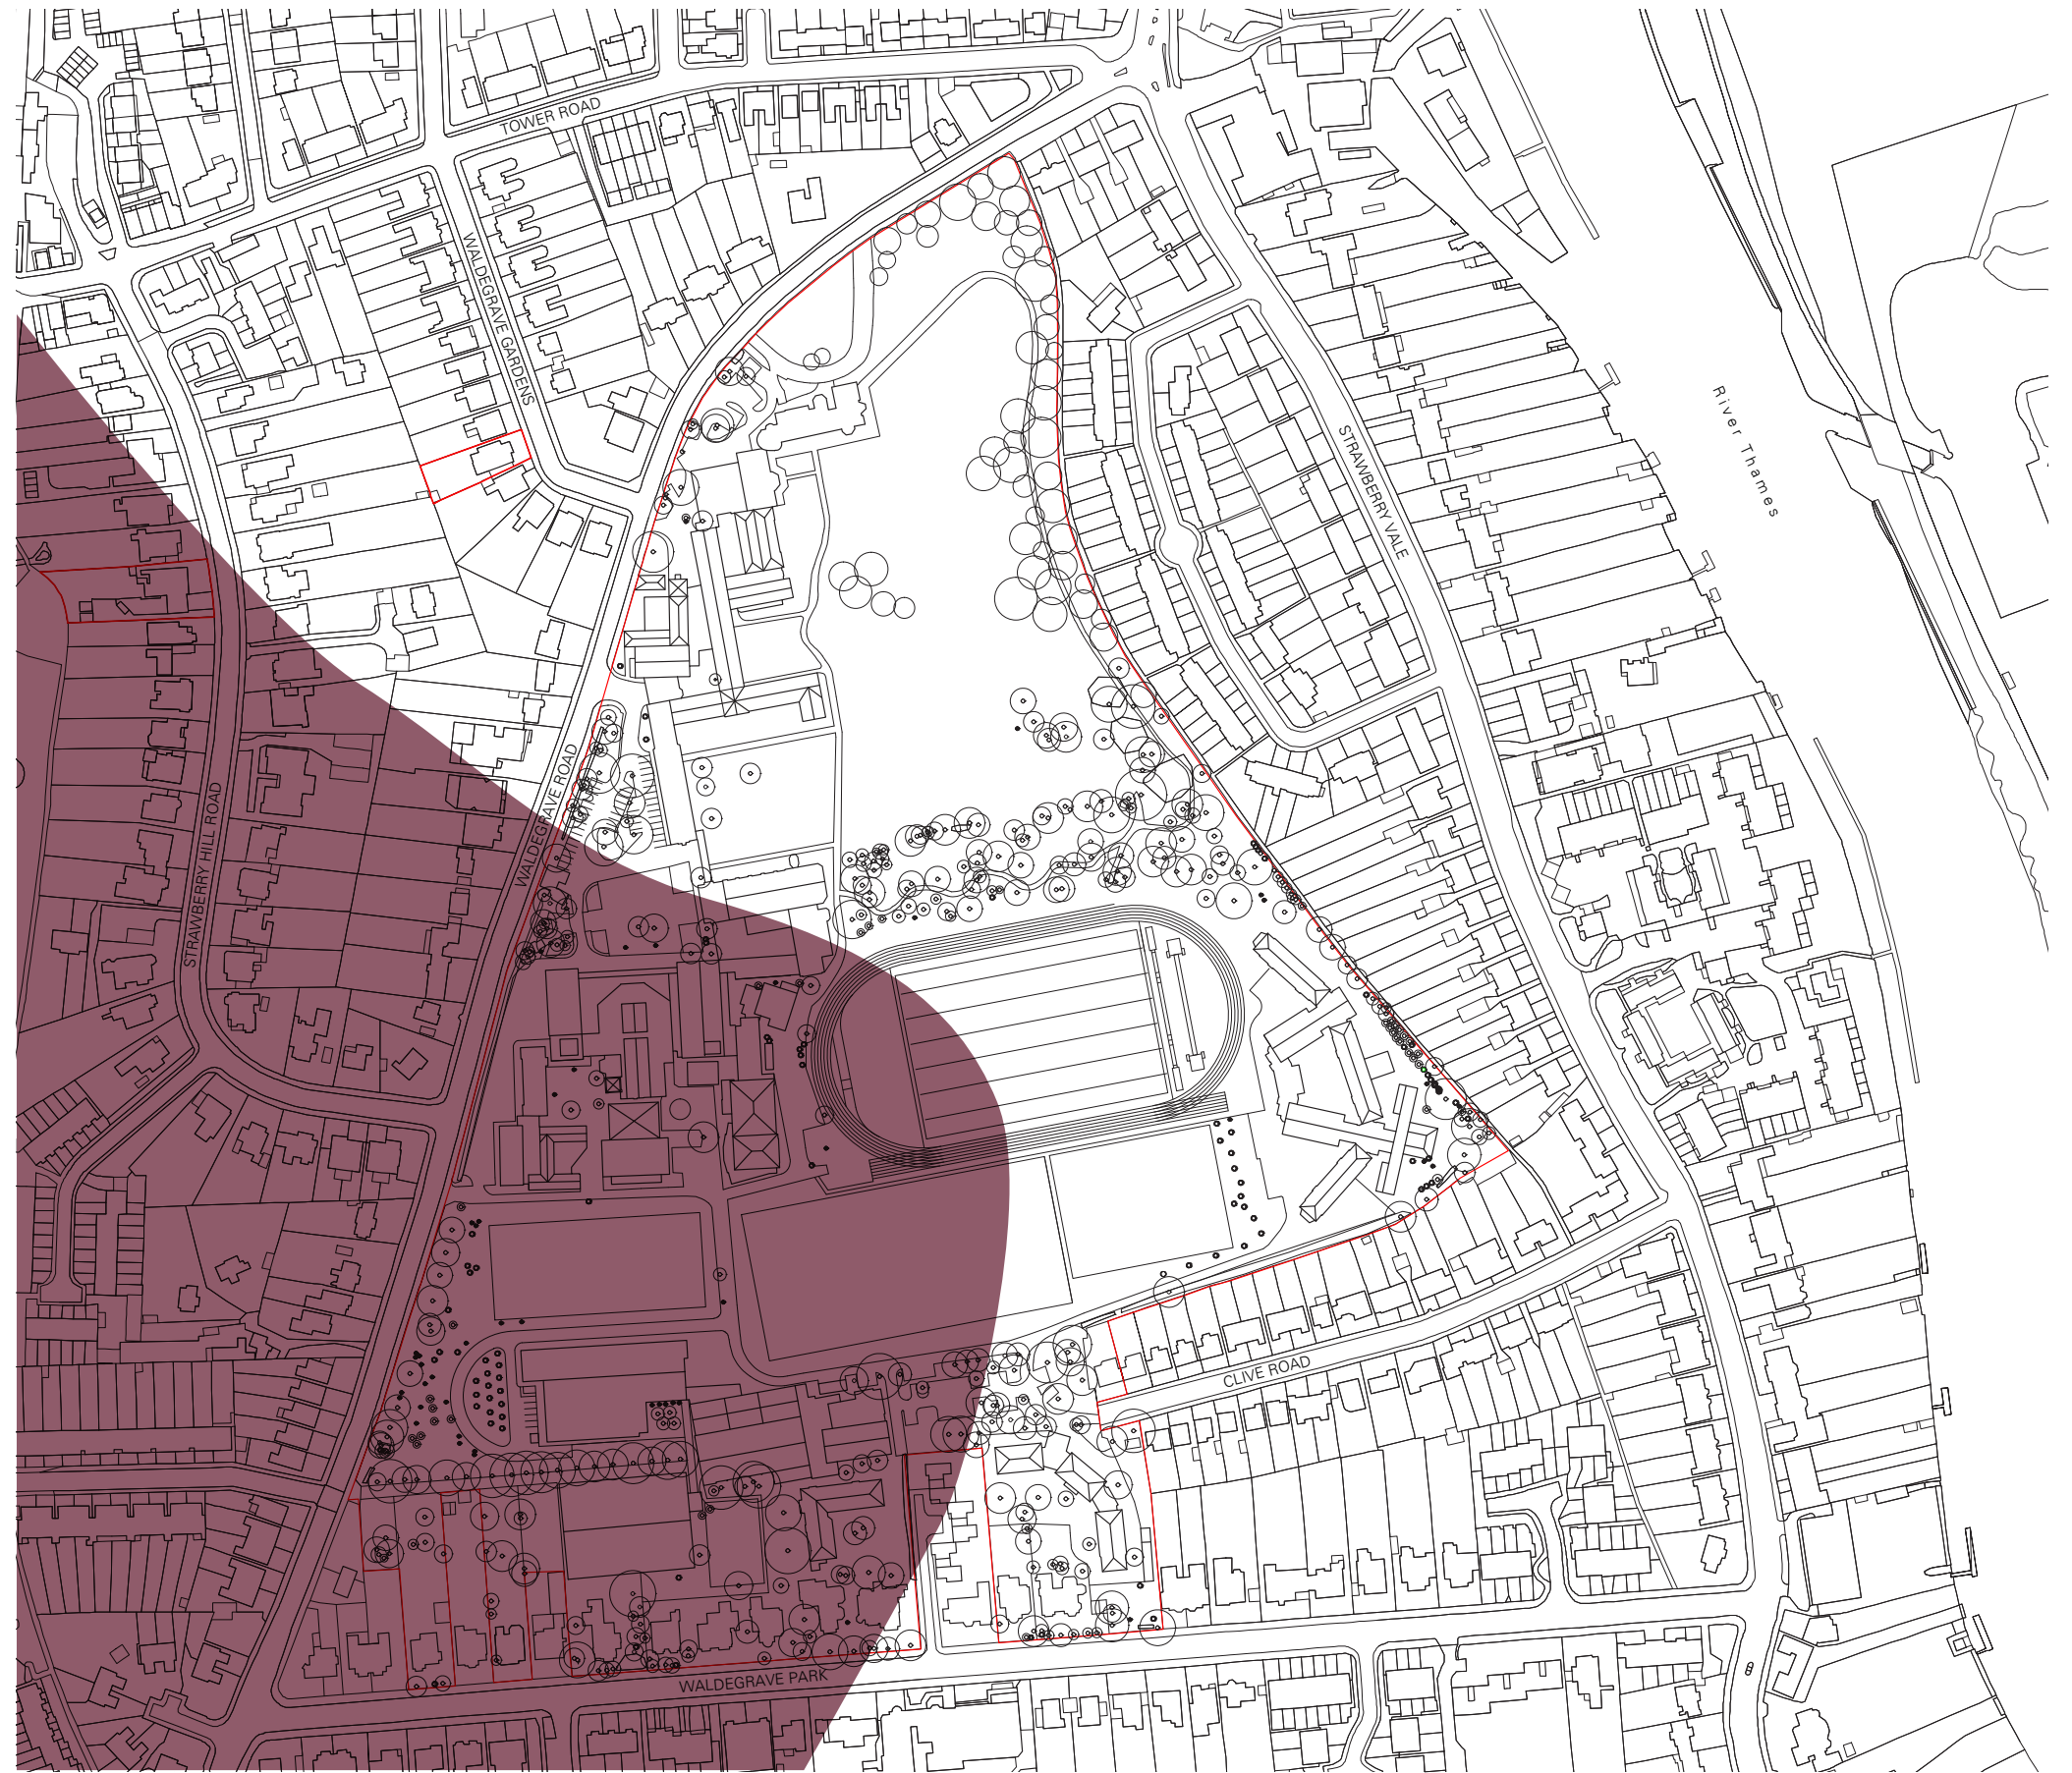 TOWER ROAD
WALDEGRAVE GARDENS
River Thames
STRAWBERRY VALE
WALDEGRAVE ROAD
STRAWBERRY HILL ROAD
CLIVE ROAD
WALDEGRAVE PARK